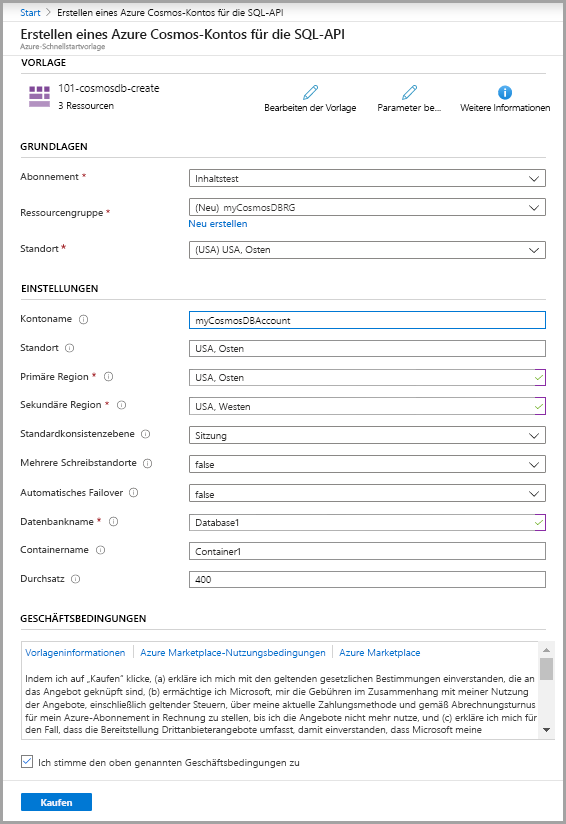 Start > Erstellen eines Azure Cosmos-Kontos für die SQL-API
Erstellen eines Azure Cosmos-Kontos für die SQL-API
Azure-Schnellstartvorlage
VORLAGE
101-cosmosdb-create
3 Ressourcen
Bearbeiten der Vorlage
Parameter be...
Weitere Informationen
GRUNDLAGEN
Abonnement *
Inhaltstest
Ressourcengruppe *
(Neu) myCosmosDBRG
Neu erstellen
Standort *
(USA) USA, Osten
EINSTELLUNGEN
Kontoname
myCosmosDBAccount
Standort
USA, Osten
Primäre Region *
USA, Osten
Sekundäre Region *
USA, Westen
Standardkonsistenzebene
Sitzung
Mehrere Schreibstandorte
false
Automatisches Failover
false
Datenbankname *
Database1
Containername
Container1
Durchsatz
400
GESCHÄFTSBEDINGUNGEN
Vorlageninformationen | Azure Marketplace-Nutzungsbedingungen | Azure Marketplace
Indem ich auf „Kaufen“ klicke, (a) erkläre ich mich mit den geltenden gesetzlichen Bestimmungen einverstanden, die an
das Angebot geknüpft sind, (b) ermächtige ich Microsoft, mir die Gebühren im Zusammenhang mit meiner Nutzung
der Angebote, einschließlich geltender Steuern, über meine aktuelle Zahlungsmethode und gemäß Abrechnungsturnus
für mein Azure-Abonnement in Rechnung zu stellen, bis ich die Angebote nicht mehr nutze, und (c) erkläre ich mich für
den Fall, dass die Bereitstellung Drittanbieterangebote umfasst, damit einverstanden, dass Microsoft meine
Ich stimme den oben genannten Geschäftsbedingungen zu
Kaufen